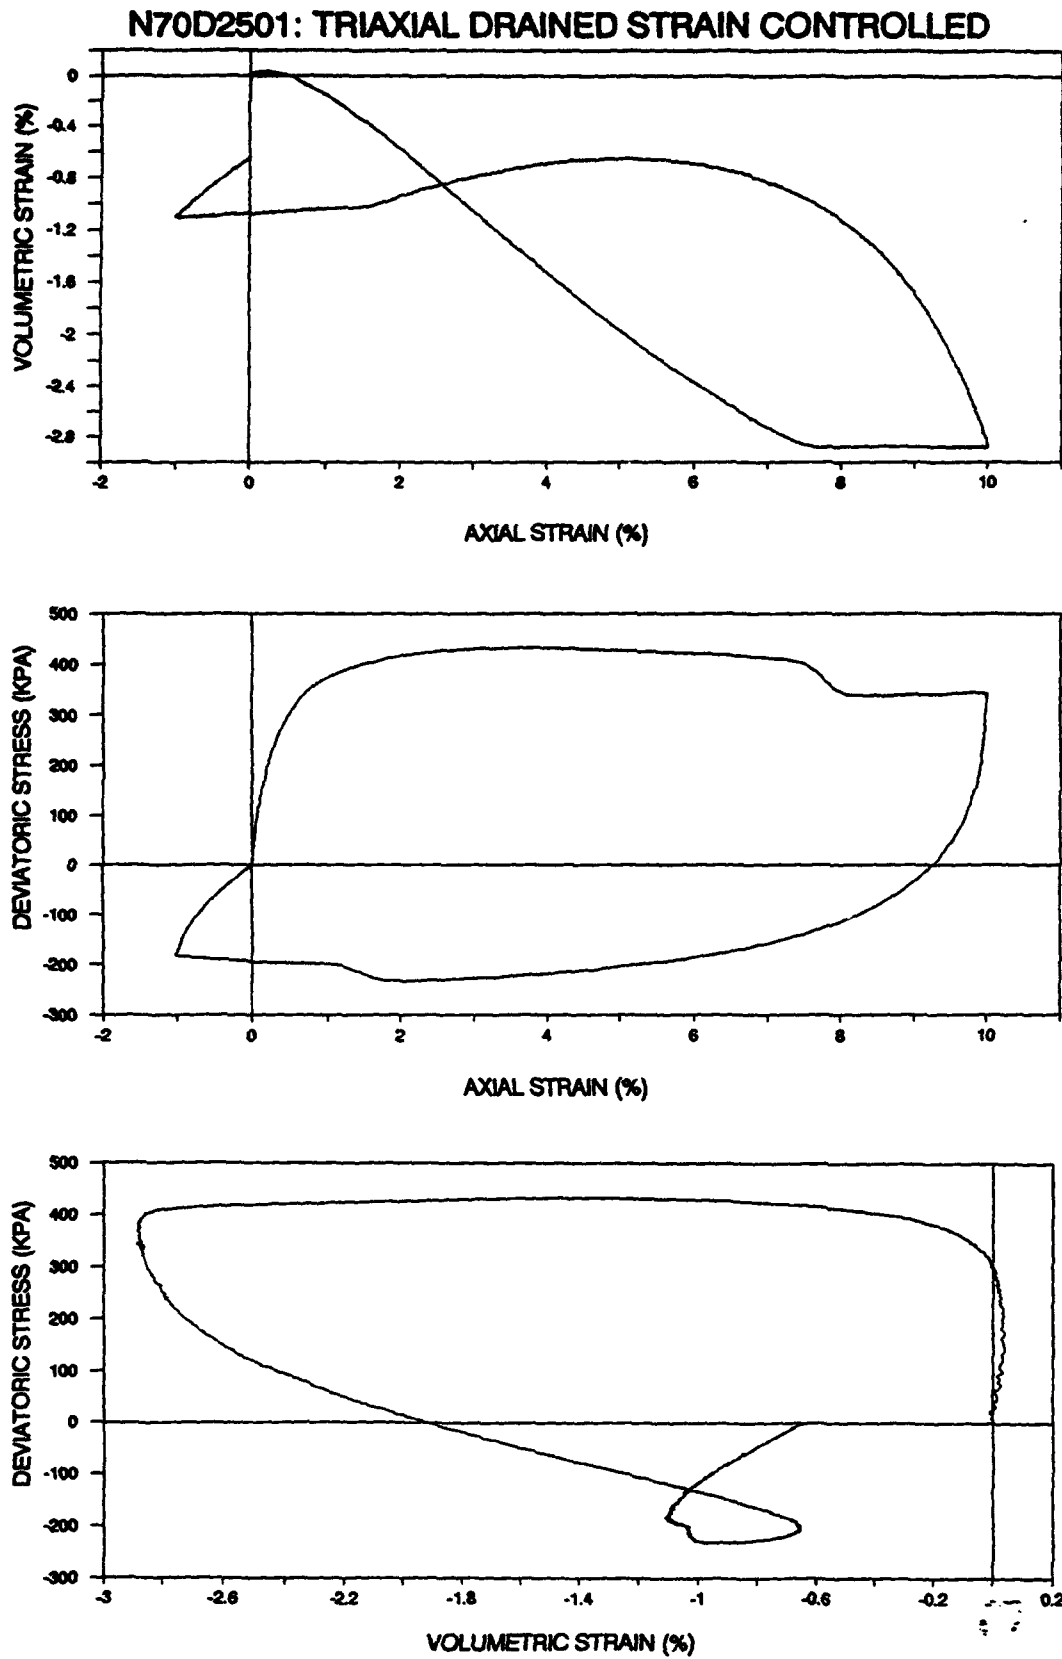 N70D2501: TRIAXIAL DRAINED STRAIN CONTROLLED
VOLUMETRIC STRAIN (%)
0
-0.4
-0.8
-1.2
-1.6
-2
-2.4
-2.8
-2 0 2 4 6 8 10
AXIAL STRAIN (%)
DEVIATORIC STRESS (KPA)
500
400
300
200
100
0
-100
-200
-300
-2 0 2 4 6 8 10
AXIAL STRAIN (%)
DEVIATORIC STRESS (KPA)
500
400
300
200
100
0
-100
-200
-300
-3 -2.6 -2.2 -1.8 -1.4 -1 -0.6 -0.2 0.2
VOLUMETRIC STRAIN (%)